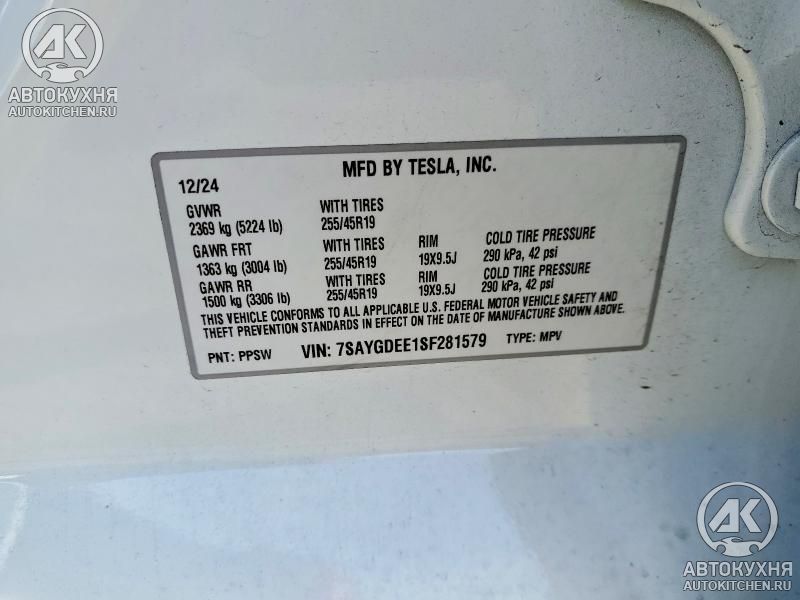 AK
АВТОКУХНЯ
AUTOKITCHEN.RU
MFD BY TESLA, INC.
12/24
GVWR WITH TIRES
2369 kg (5224 lb) 255/45R19
GAWR FRT WITH TIRES RIM COLD TIRE PRESSURE
1363 kg (3004 lb) 255/45R19 19X9.5J 290 kPa, 42 psi
GAWR RR WITH TIRES RIM COLD TIRE PRESSURE
1500 kg (3306 lb) 255/45R19 19X9.5J 290 kPa, 42 psi
THIS VEHICLE CONFORMS TO ALL APPLICABLE U.S. FEDERAL MOTOR VEHICLE SAFETY AND
THEFT PREVENTION STANDARDS IN EFFECT ON THE DATE OF MANUFACTURE SHOWN ABOVE.
PNT: PPSW VIN: 7SAYGDEE1SF281579 TYPE: MPV
AK
АВТОКУХНЯ
AUTOKITCHEN.RU